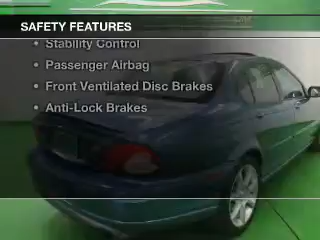 SAFETY FEATURES
• Stability Control
• Passenger Airbag
• Front Ventilated Disc Brakes
• Anti-Lock Brakes